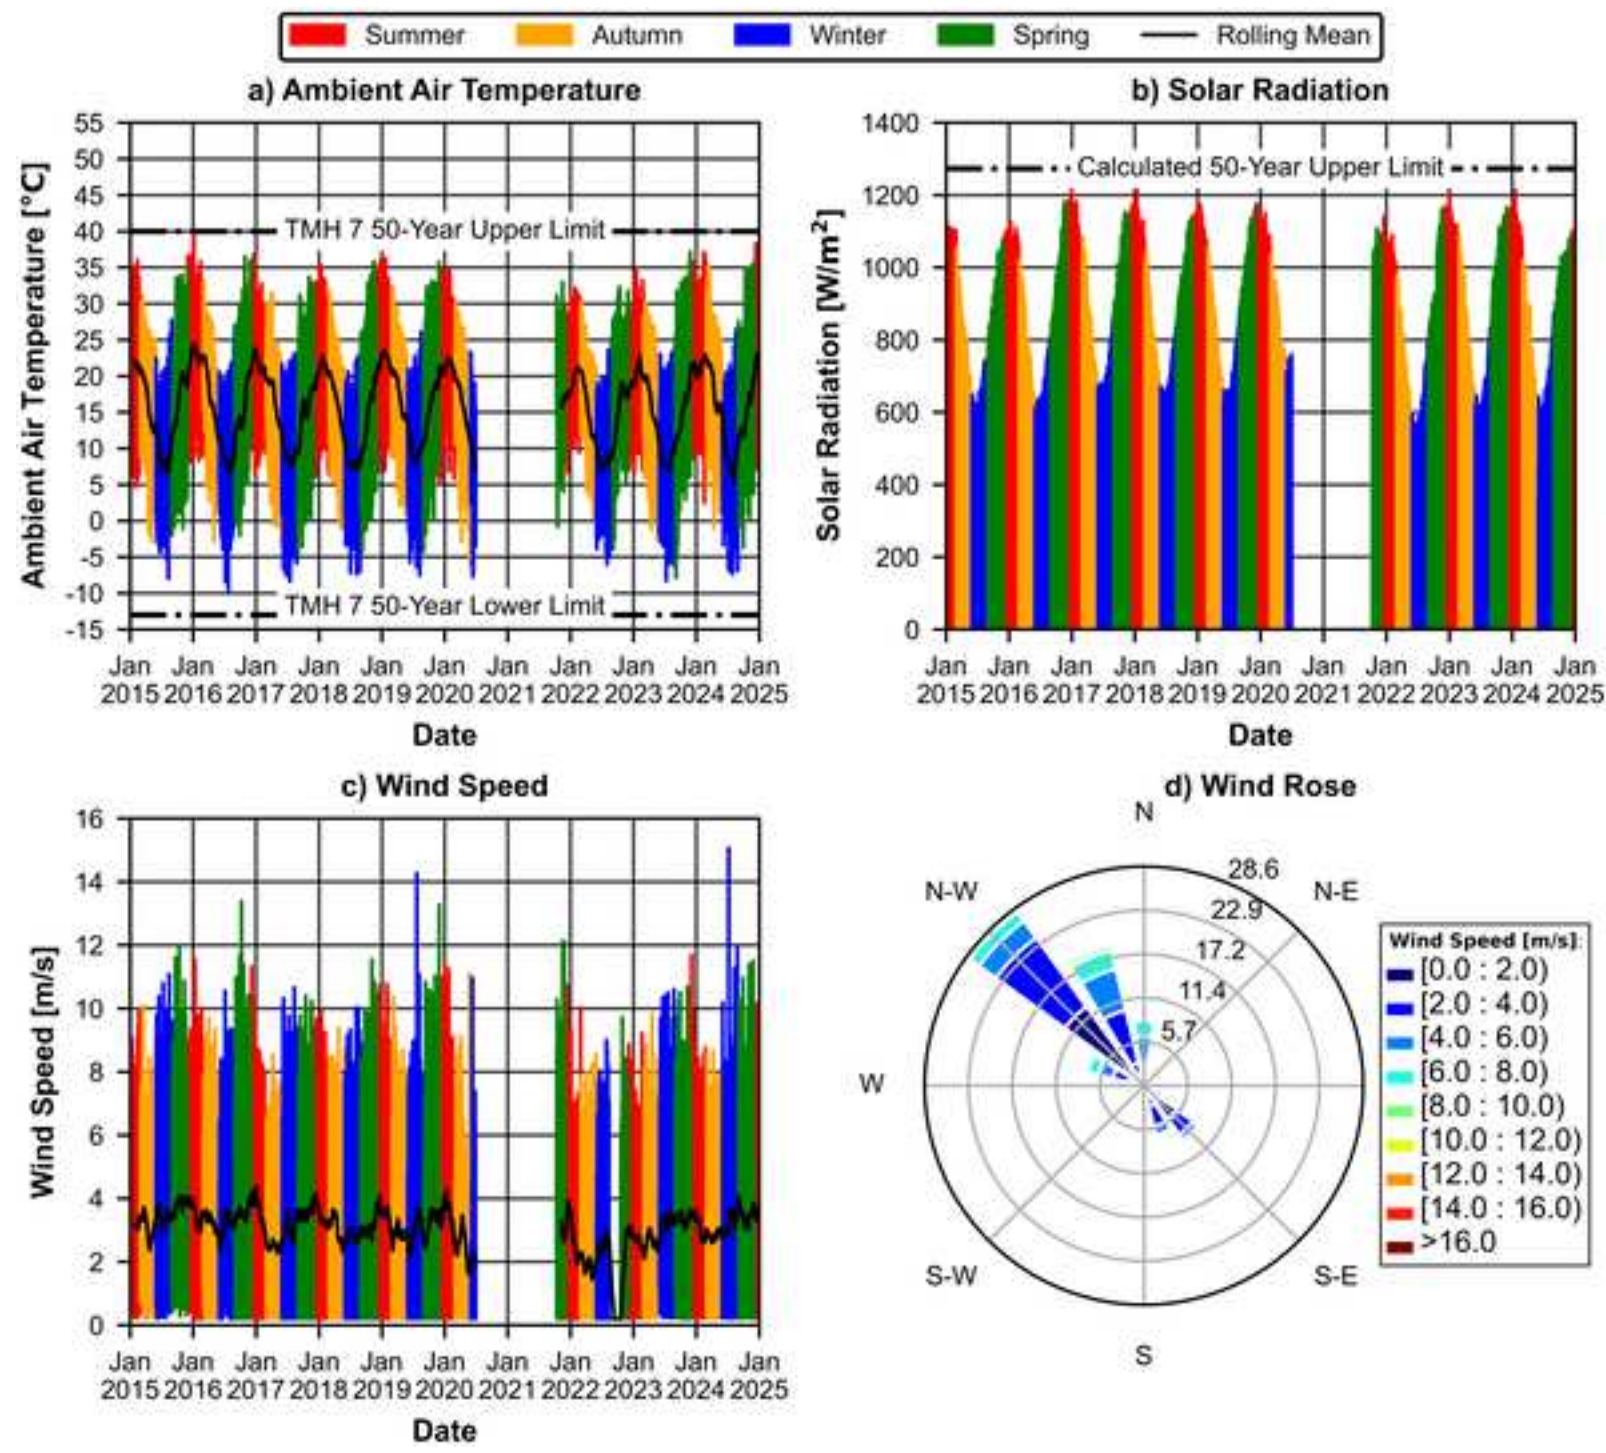 Summer Autumn Winter Spring Rolling Mean
a) Ambient Air Temperature
55
50
45
40
35
30
25
20
15
10
5
0
-5
-10
-15
Ambient Air Temperature [°C]
TMH 7 50-Year Upper Limit
TMH 7 50-Year Lower Limit
Jan Jan Jan Jan Jan Jan Jan Jan Jan Jan Jan
2015 2016 2017 2018 2019 2020 2021 2022 2023 2024 2025
Date
b) Solar Radiation
1400
1200
1000
800
600
400
200
0
Solar Radiation [W/m²]
Calculated 50-Year Upper Limit
Jan Jan Jan Jan Jan Jan Jan Jan Jan Jan Jan
2015 2016 2017 2018 2019 2020 2021 2022 2023 2024 2025
Date
c) Wind Speed
16
14
12
10
8
6
4
2
0
Wind Speed [m/s]
Jan Jan Jan Jan Jan Jan Jan Jan Jan Jan Jan
2015 2016 2017 2018 2019 2020 2021 2022 2023 2024 2025
Date
d) Wind Rose
N
N-W
N-E
W
S-W
S-E
S
28.6
22.9
17.2
11.4
5.7
Wind Speed [m/s]:
[0.0 : 2.0)
[2.0 : 4.0)
[4.0 : 6.0)
[6.0 : 8.0)
[8.0 : 10.0)
[10.0 : 12.0)
[12.0 : 14.0)
[14.0 : 16.0)
>16.0